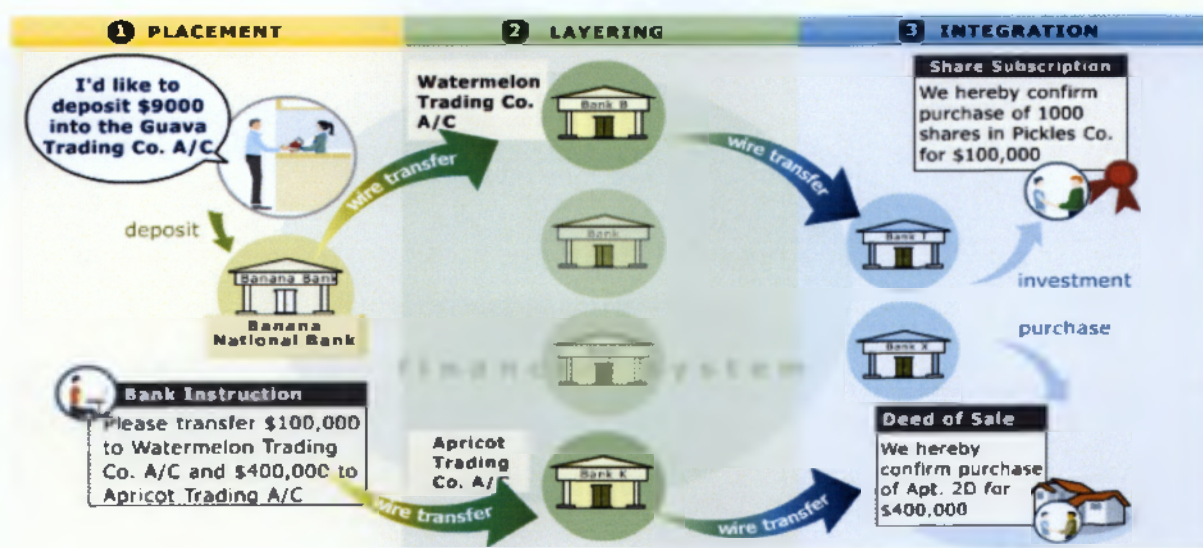 1 PLACEMENT
2 LAYERING
3 INTEGRATION
I'd like to
deposit $9000
into the Guava
Trading Co. A/C
deposit
Banana Bank
Banana
National Bank
wire transfer
Bank Instruction
Please transfer $100,000
to Watermelon Trading
Co. A/C and $400,000 to
Apricot Trading A/C
wire transfer
Watermelon
Trading Co.
A/C
Bank B
Bank
financ system
Apricot
Trading
Co. A/C
Bank K
wire transfer
wire transfer
Share Subscription
We hereby confirm
purchase of 1000
shares in Pickles Co.
for $100,000
Bank T
investment
purchase
Bank X
Deed of Sale
We hereby
confirm purchase
of Apt. 2D for
$400,000